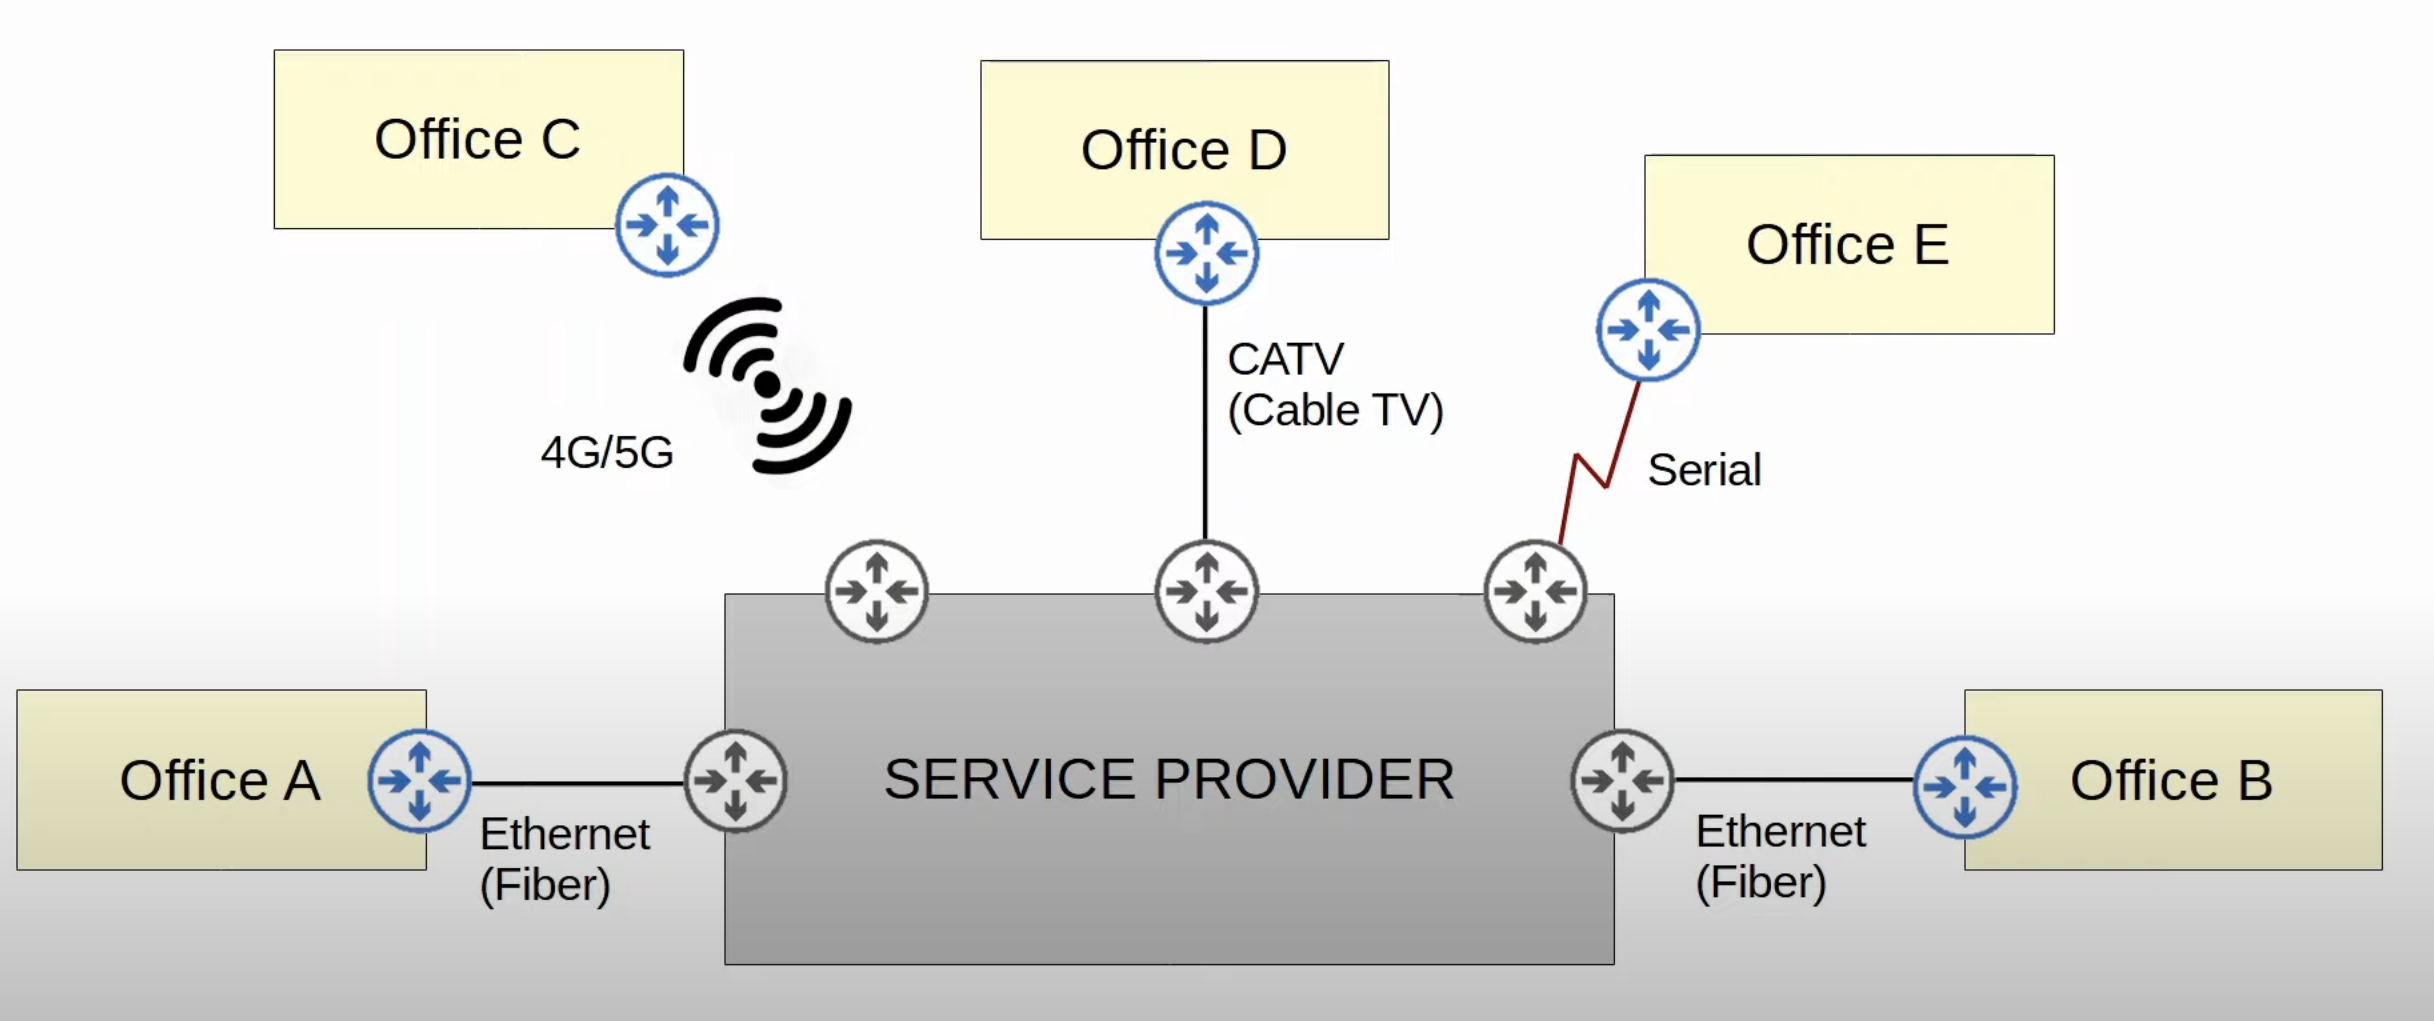 Office C
Office D
Office E
CATV
(Cable TV)
4G/5G
Serial
Office A
SERVICE PROVIDER
Office B
Ethernet
(Fiber)
Ethernet
(Fiber)